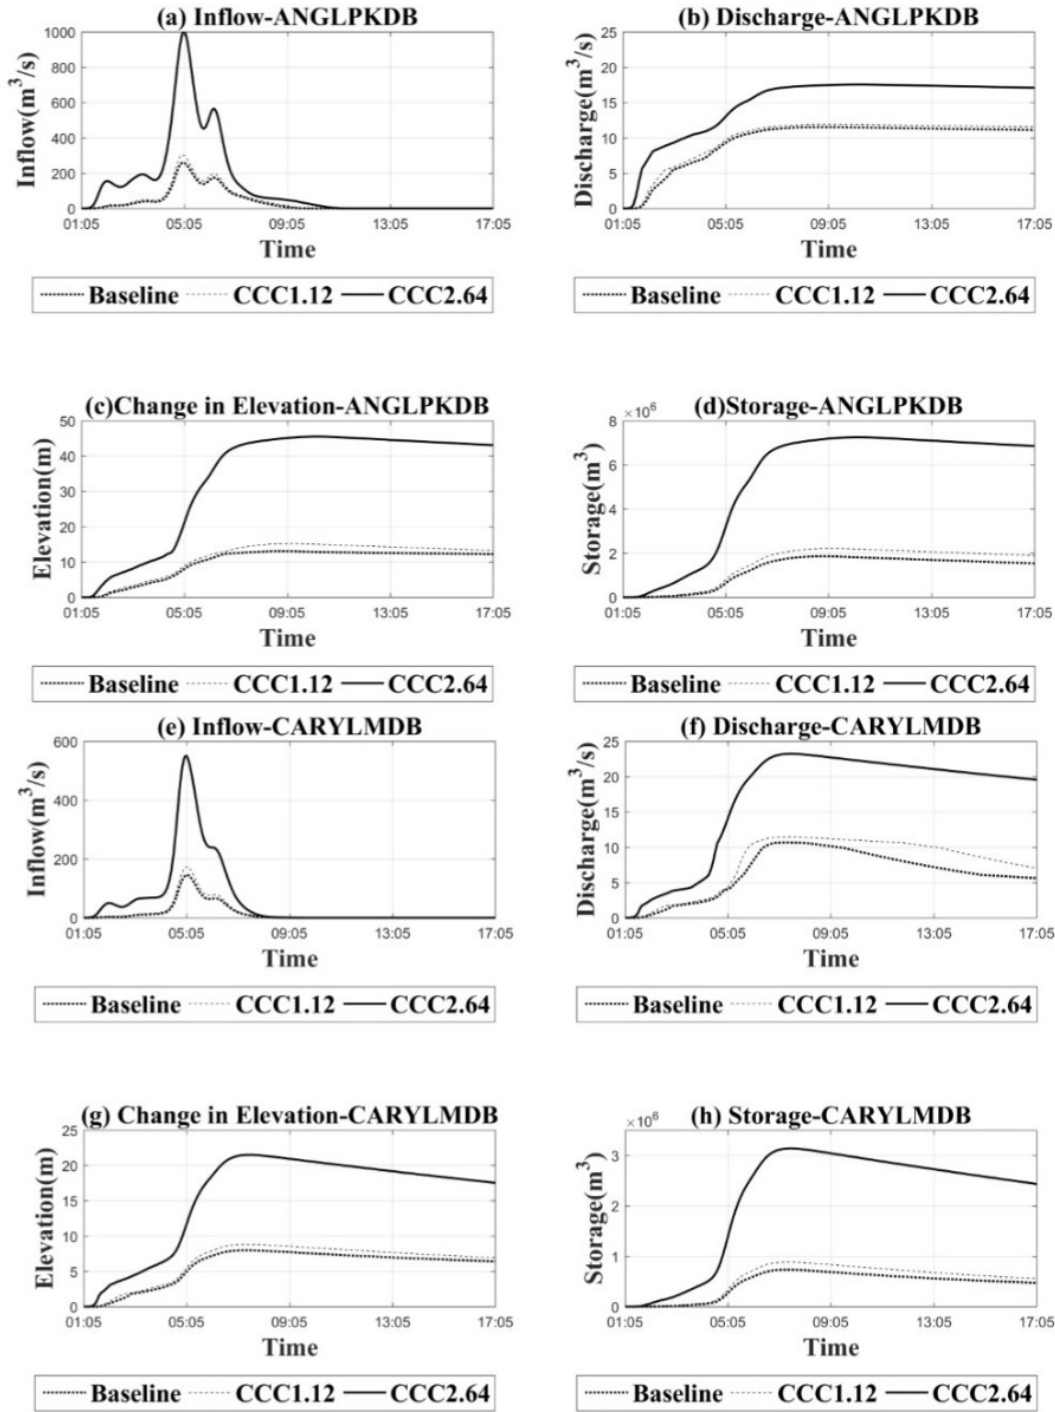 (a) Inflow-ANGLPKDB
1000
800
600
400
200
0
Inflow(m³/s)
01:05 05:05 09:05 13:05 17:05
Time
Baseline CCC1.12 CCC2.64
(b) Discharge-ANGLPKDB
25
20
15
10
5
0
Discharge(m³/s)
01:05 05:05 09:05 13:05 17:05
Time
Baseline CCC1.12 CCC2.64
(c)Change in Elevation-ANGLPKDB
50
40
30
20
10
0
Elevation(m)
01:05 05:05 09:05 13:05 17:05
Time
Baseline CCC1.12 CCC2.64
(d)Storage-ANGLPKDB
×10⁶
8
6
4
2
0
Storage(m³)
01:05 05:05 09:05 13:05 17:05
Time
Baseline CCC1.12 CCC2.64
(e) Inflow-CARYLMDB
600
400
200
0
Inflow(m³/s)
01:05 05:05 09:05 13:05 17:05
Time
Baseline CCC1.12 CCC2.64
(f) Discharge-CARYLMDB
25
20
15
10
5
0
Discharge(m³/s)
01:05 05:05 09:05 13:05 17:05
Time
Baseline CCC1.12 CCC2.64
(g) Change in Elevation-CARYLMDB
25
20
15
10
5
0
Elevation(m)
01:05 05:05 09:05 13:05 17:05
Time
Baseline CCC1.12 CCC2.64
(h) Storage-CARYLMDB
×10⁶
3
2
1
0
Storage(m³)
01:05 05:05 09:05 13:05 17:05
Time
Baseline CCC1.12 CCC2.64